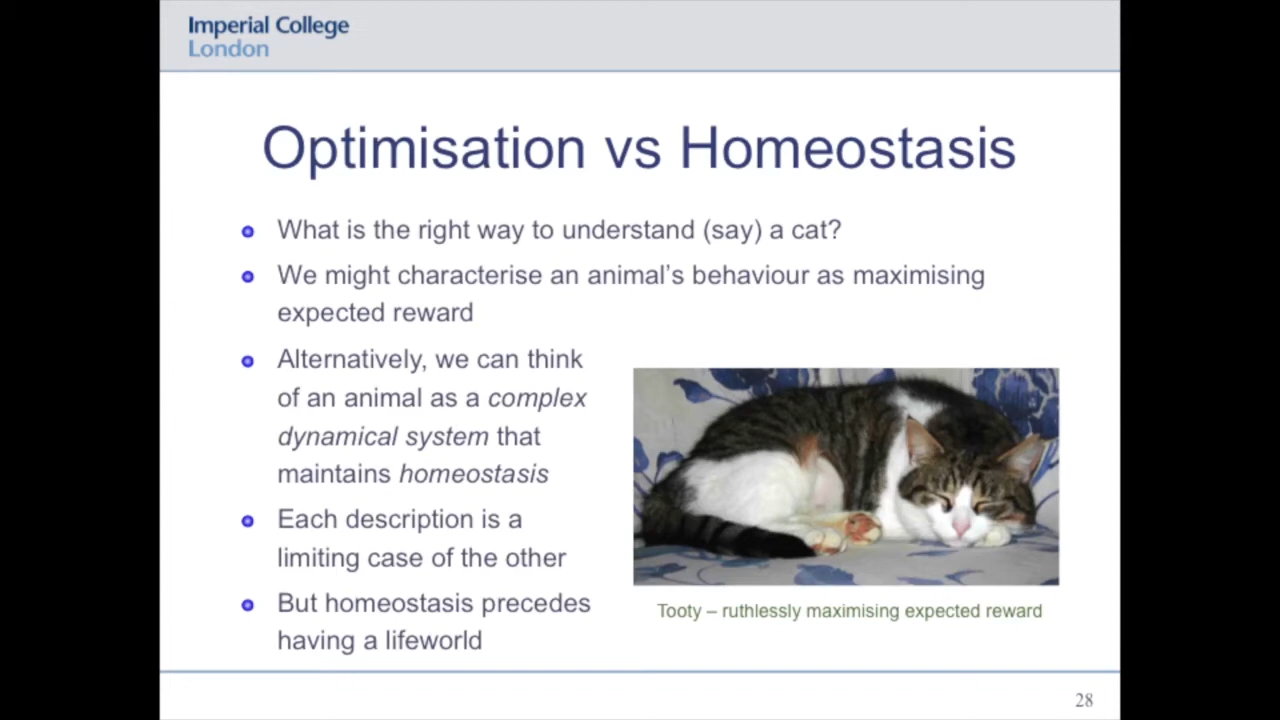 Imperial College
London
Optimisation vs Homeostasis
What is the right way to understand (say) a cat?
We might characterise an animal's behaviour as maximising
expected reward
Alternatively, we can think
of an animal as a complex
dynamical system that
maintains homeostasis
Each description is a
limiting case of the other
But homeostasis precedes
having a lifeworld
Tooty – ruthlessly maximising expected reward
28